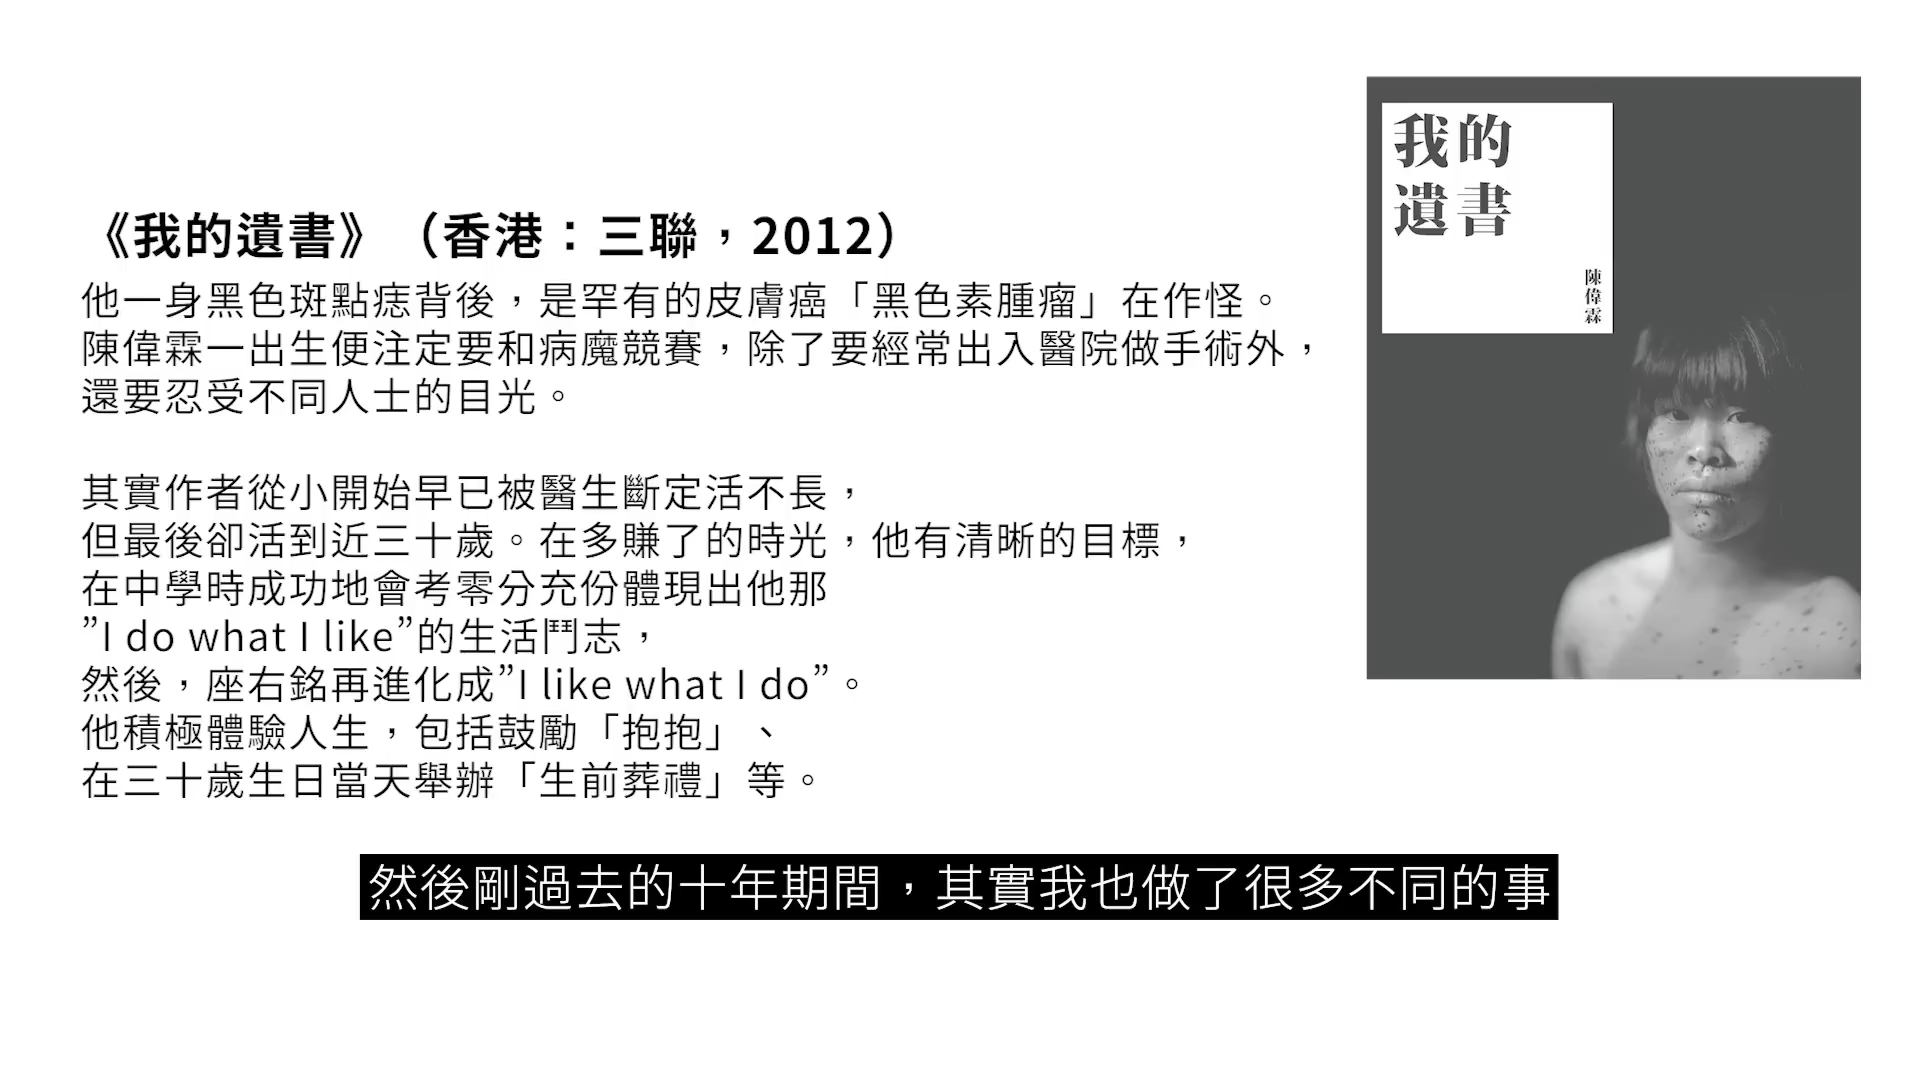 《我的遺書》（香港：三聯，2012）
他一身黑色斑點痣背後，是罕有的皮膚癌「黑色素腫瘤」在作怪。
陳偉霖一出生便注定要和病魔競賽，除了要經常出入醫院做手術外，
還要忍受不同人士的目光。
其實作者從小開始早已被醫生斷定活不長，
但最後卻活到近三十歲。在多賺了的時光，他有清晰的目標，
在中學時成功地會考零分充份體現出他那
”I do what I like”的生活鬥志，
然後，座右銘再進化成”I like what I do”。
他積極體驗人生，包括鼓勵「抱抱」、
在三十歲生日當天舉辦「生前葬禮」等。
我的
遺書
陳偉霖
然後剛過去的十年期間，其實我也做了很多不同的事